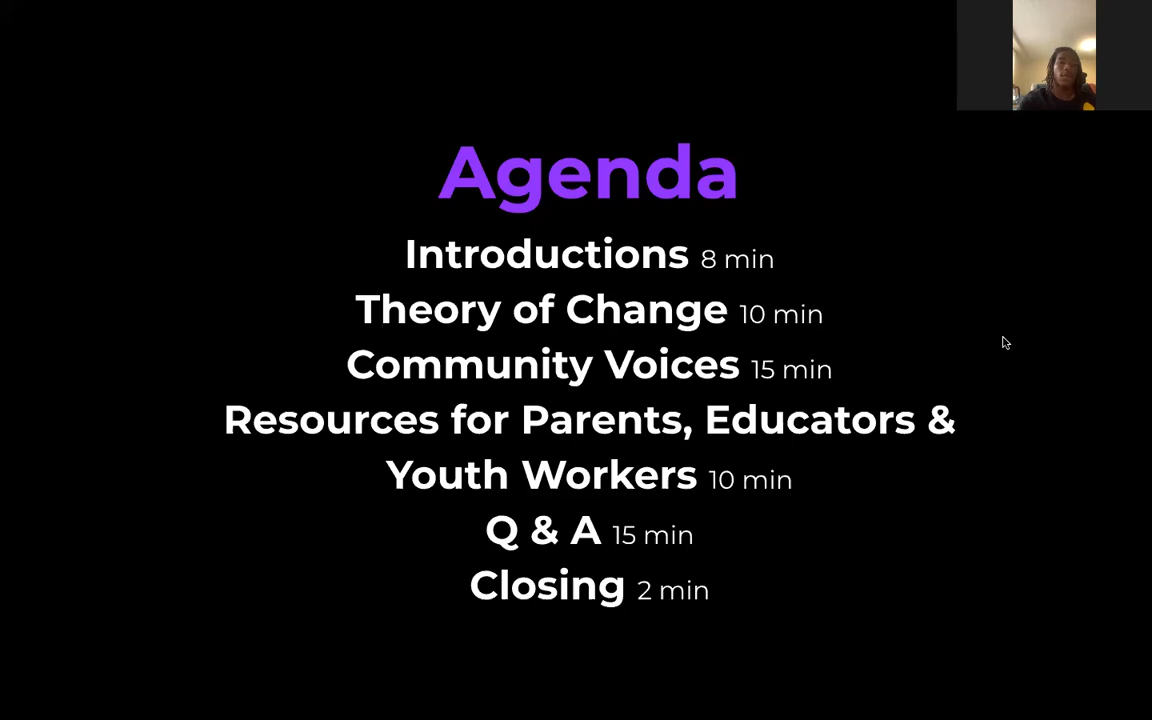 Agenda
Introductions 8 min
Theory of Change 10 min
Community Voices 15 min
Resources for Parents, Educators &
Youth Workers 10 min
Q & A 15 min
Closing 2 min